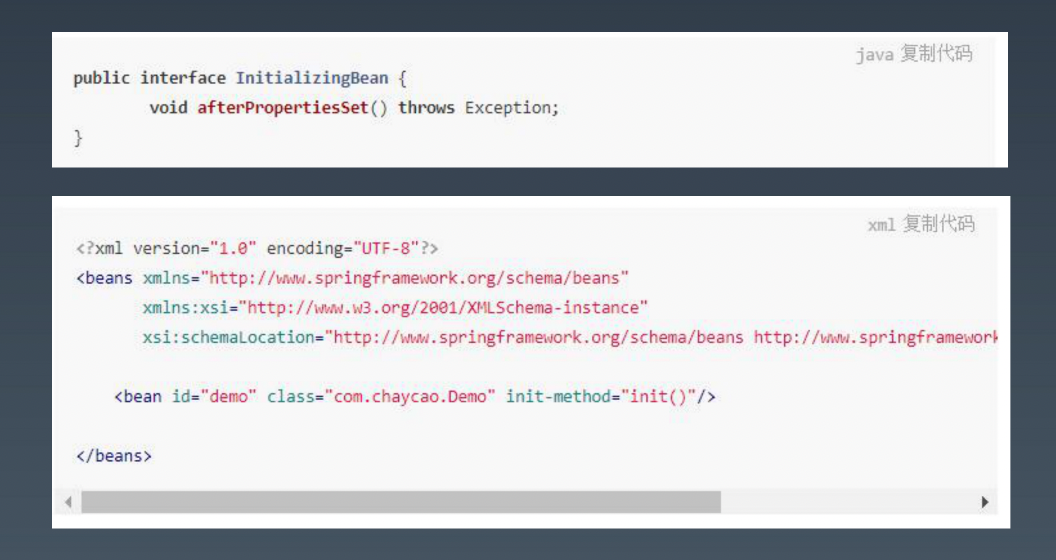 java 复制代码
public interface InitializingBean {
void afterPropertiesSet() throws Exception;
}
xml 复制代码
<?xml version="1.0" encoding="UTF-8"?>
<beans xmlns="http://www.springframework.org/schema/beans"
xmlns:xsi="http://www.w3.org/2001/XMLSchema-instance"
xsi:schemaLocation="http://www.springframework.org/schema/beans http://www.springframework
<bean id="demo" class="com.chaycao.Demo" init-method="init()"/>
</beans>